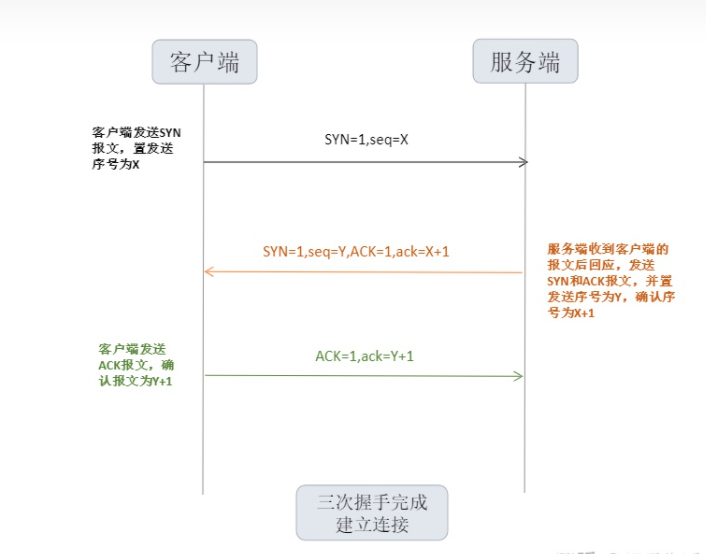 客户端
服务端
客户端发送SYN
报文，置发送
序号为X
SYN=1,seq=X
SYN=1,seq=Y,ACK=1,ack=X+1
服务端收到客户端的
报文后回应，发送
SYN和ACK报文，并置
发送序号为Y，确认序
号为X+1
客户端发送
ACK报文，确
认报文为Y+1
ACK=1,ack=Y+1
三次握手完成
建立连接